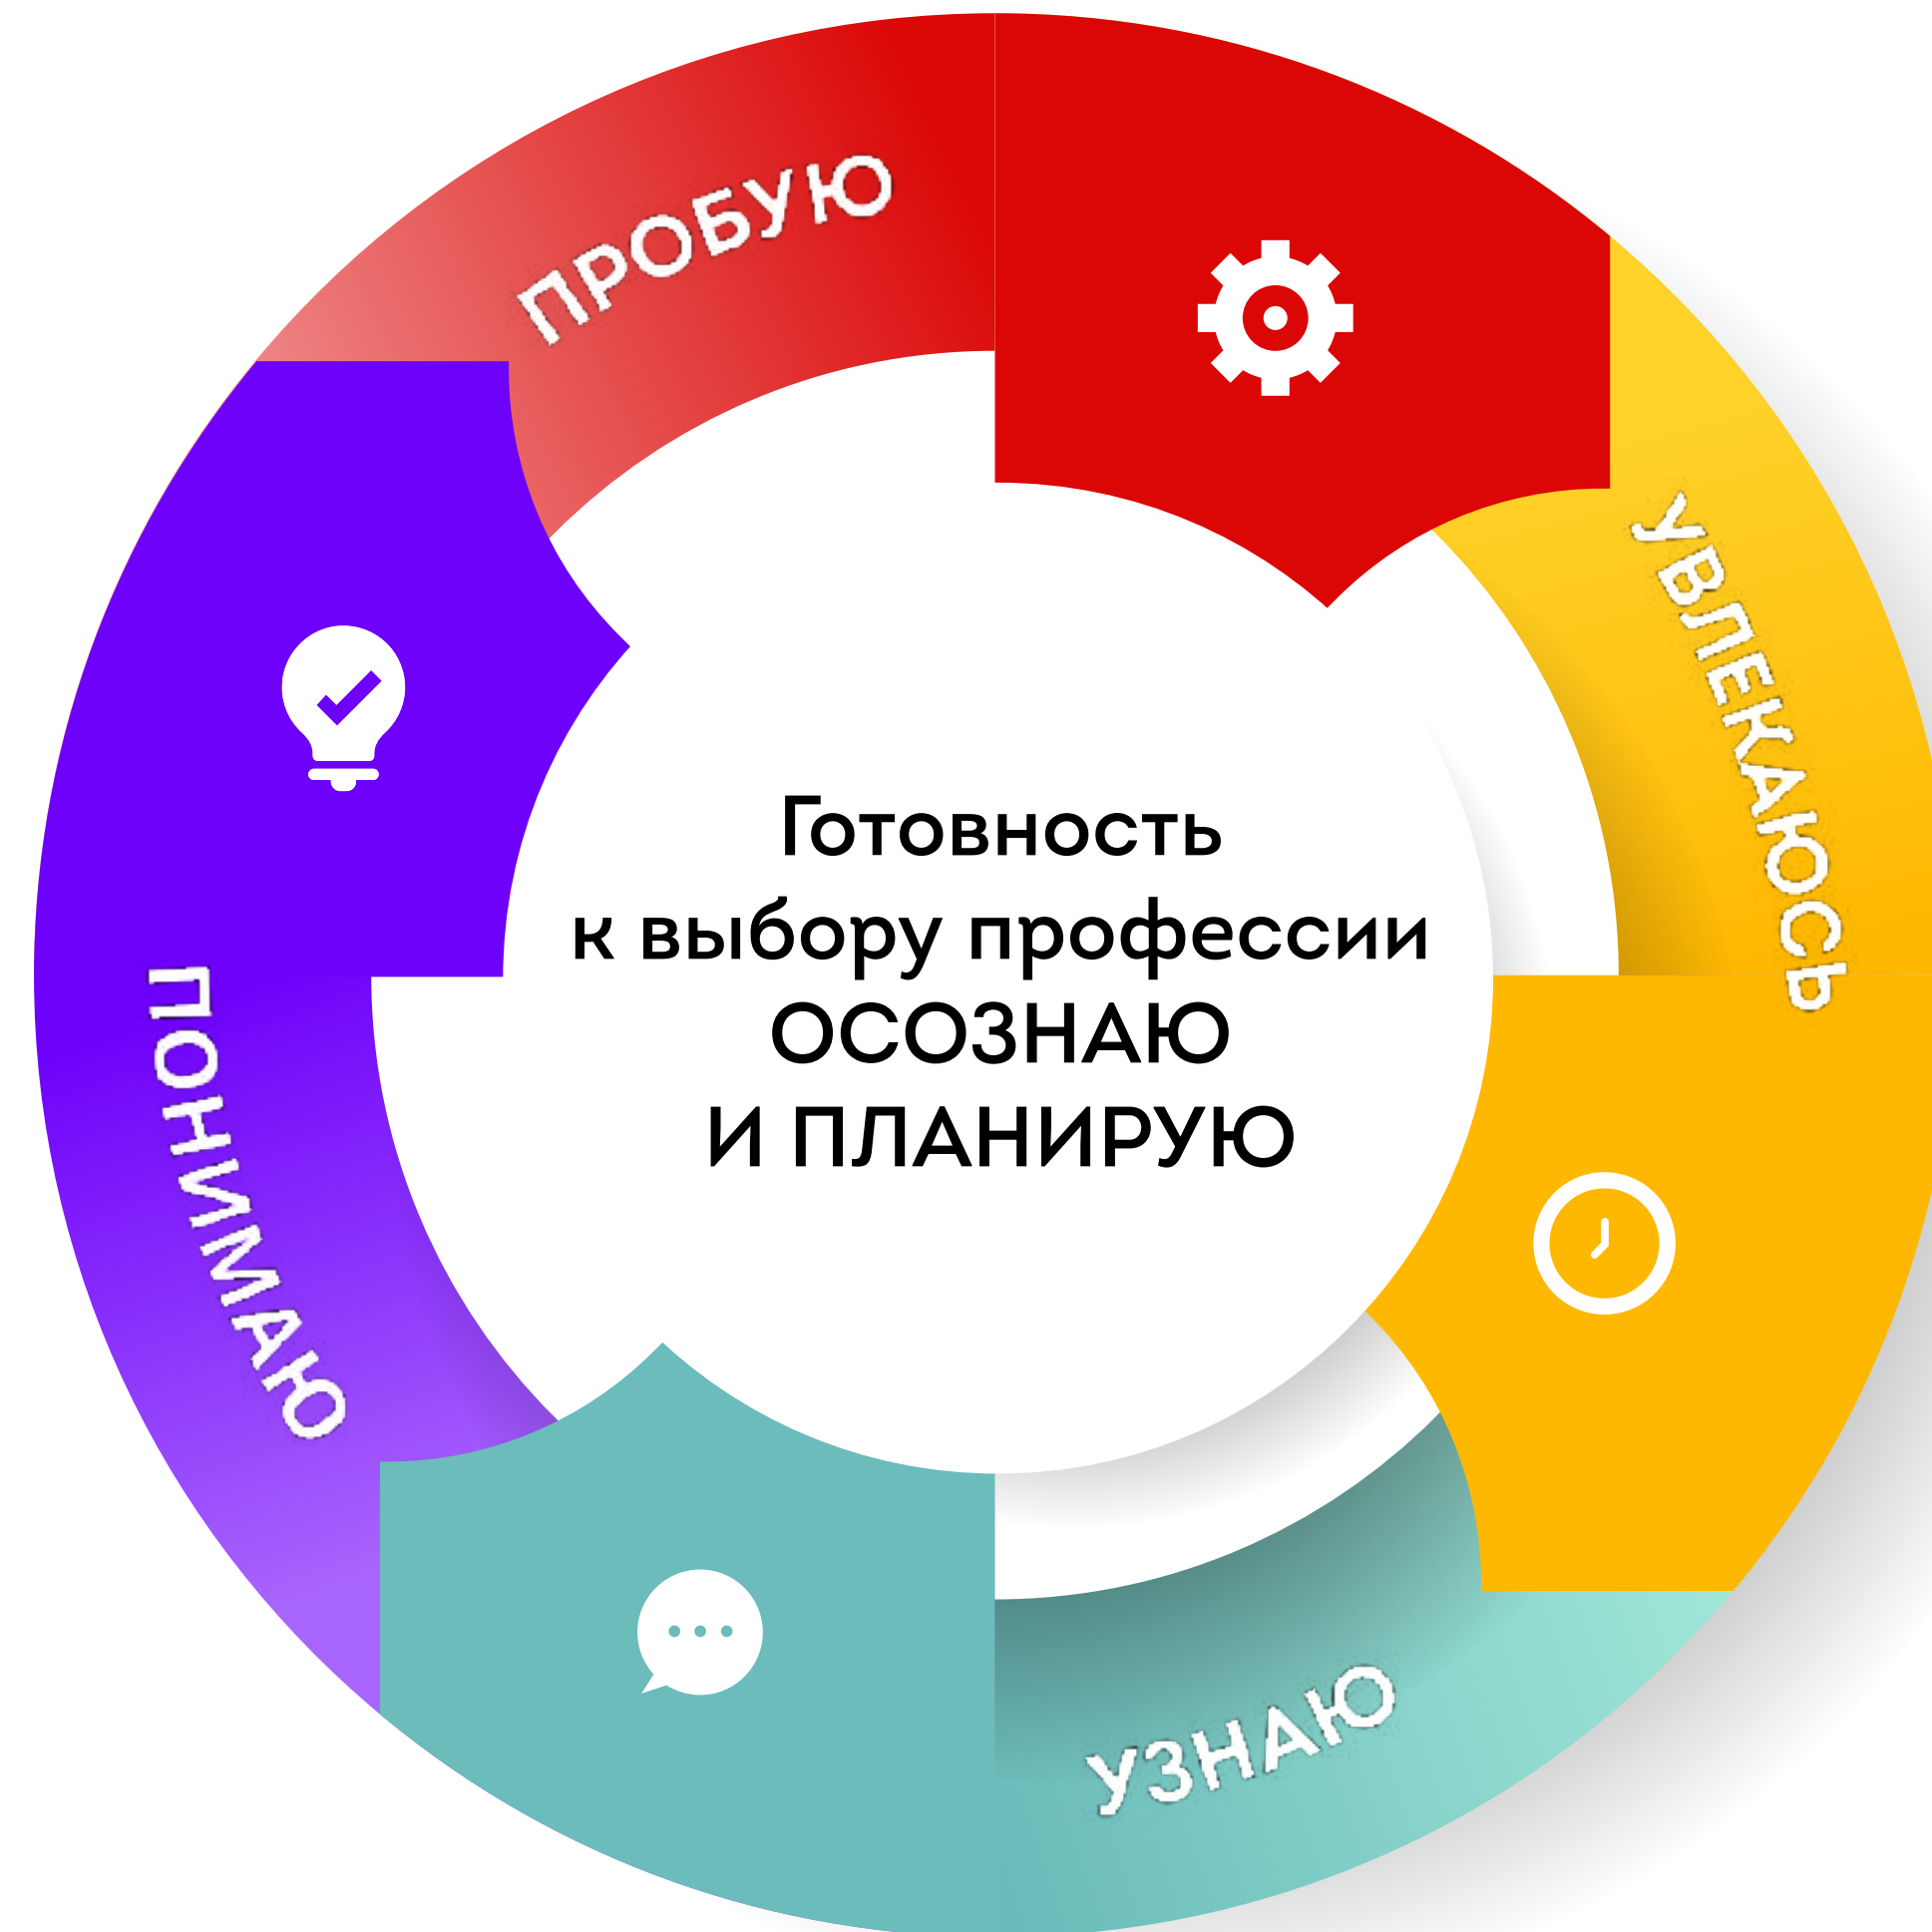 ПРОБУЮ
УВЛЕКАЮСЬ
Готовность
к выбору профессии
ОСОЗНАЮ
И ПЛАНИРУЮ
ПОНИМАЮ
УЗНАЮ